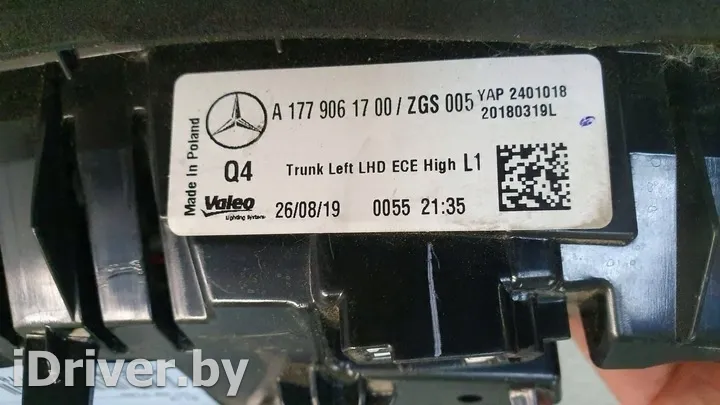 A 177 906 17 00 / ZGS 005 YAP 2401018
20180319L
Made In Poland
Q4 Trunk Left LHD ECE High L1
Valeo
Lighting Systems
26/08/19 0055 21:35
iDriver.by